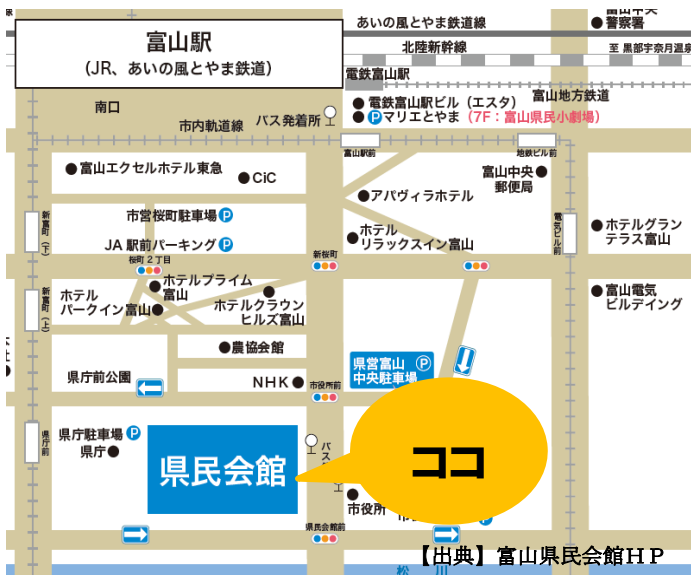 あいの風とやま鉄道線
富山中央
警察署
富山駅
(JR、あいの風とやま鉄道)
北陸新幹線
至 黒部宇奈月温泉
電鉄富山駅
富山地方鉄道
南口
電鉄富山駅ビル(エスタ)
バス発着所
P マリエとやま(7F:富山県民小劇場)
市内軌道線
富山駅前
地鉄ビル前
富山エクセルホテル東急
CiC
富山中央
郵便局
アパヴィラホテル
新富町(下)
市営桜町駐車場 P
電気ビル前
ホテルグラン
テラス富山
ホテル
リラックスイン富山
JA 駅前パーキング P
桜町2丁目
新桜町
ホテルプライム
富山
新富町(上)
ホテル
パークイン富山
ホテルクラウン
ヒルズ富山
富山電気
ビルデイング
農協会館
県営富山 P
中央駐車場
県庁前公園
NHK
市役所前
県庁前
県庁駐車場 P
県庁
県民会館
ココ
バス
市役所
県民会館前
【出典】富山県民会館HP
松川